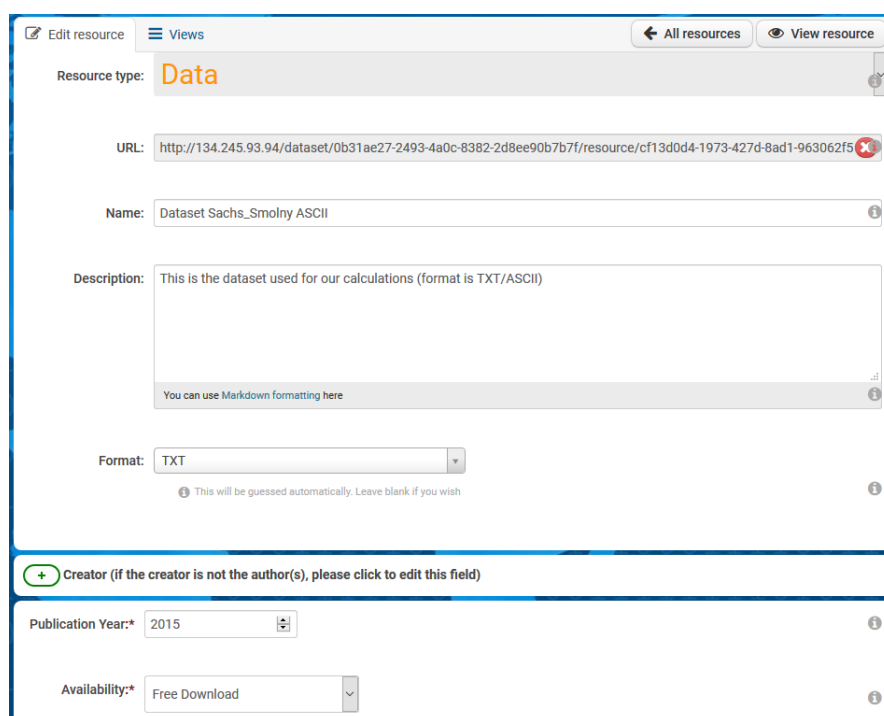 Edit resource
Views
All resources
View resource
Resource type: Data
URL: http://134.245.93.94/dataset/0b31ae27-2493-4a0c-8382-2d8ee90b7b7f/resource/cf13d0d4-1973-427d-8ad1-963062f5
Name: Dataset Sachs_Smolny ASCII
Description: This is the dataset used for our calculations (format is TXT/ASCII)
You can use Markdown formatting here
Format: TXT
This will be guessed automatically. Leave blank if you wish
+ Creator (if the creator is not the author(s), please click to edit this field)
Publication Year:* 2015
Availability:* Free Download